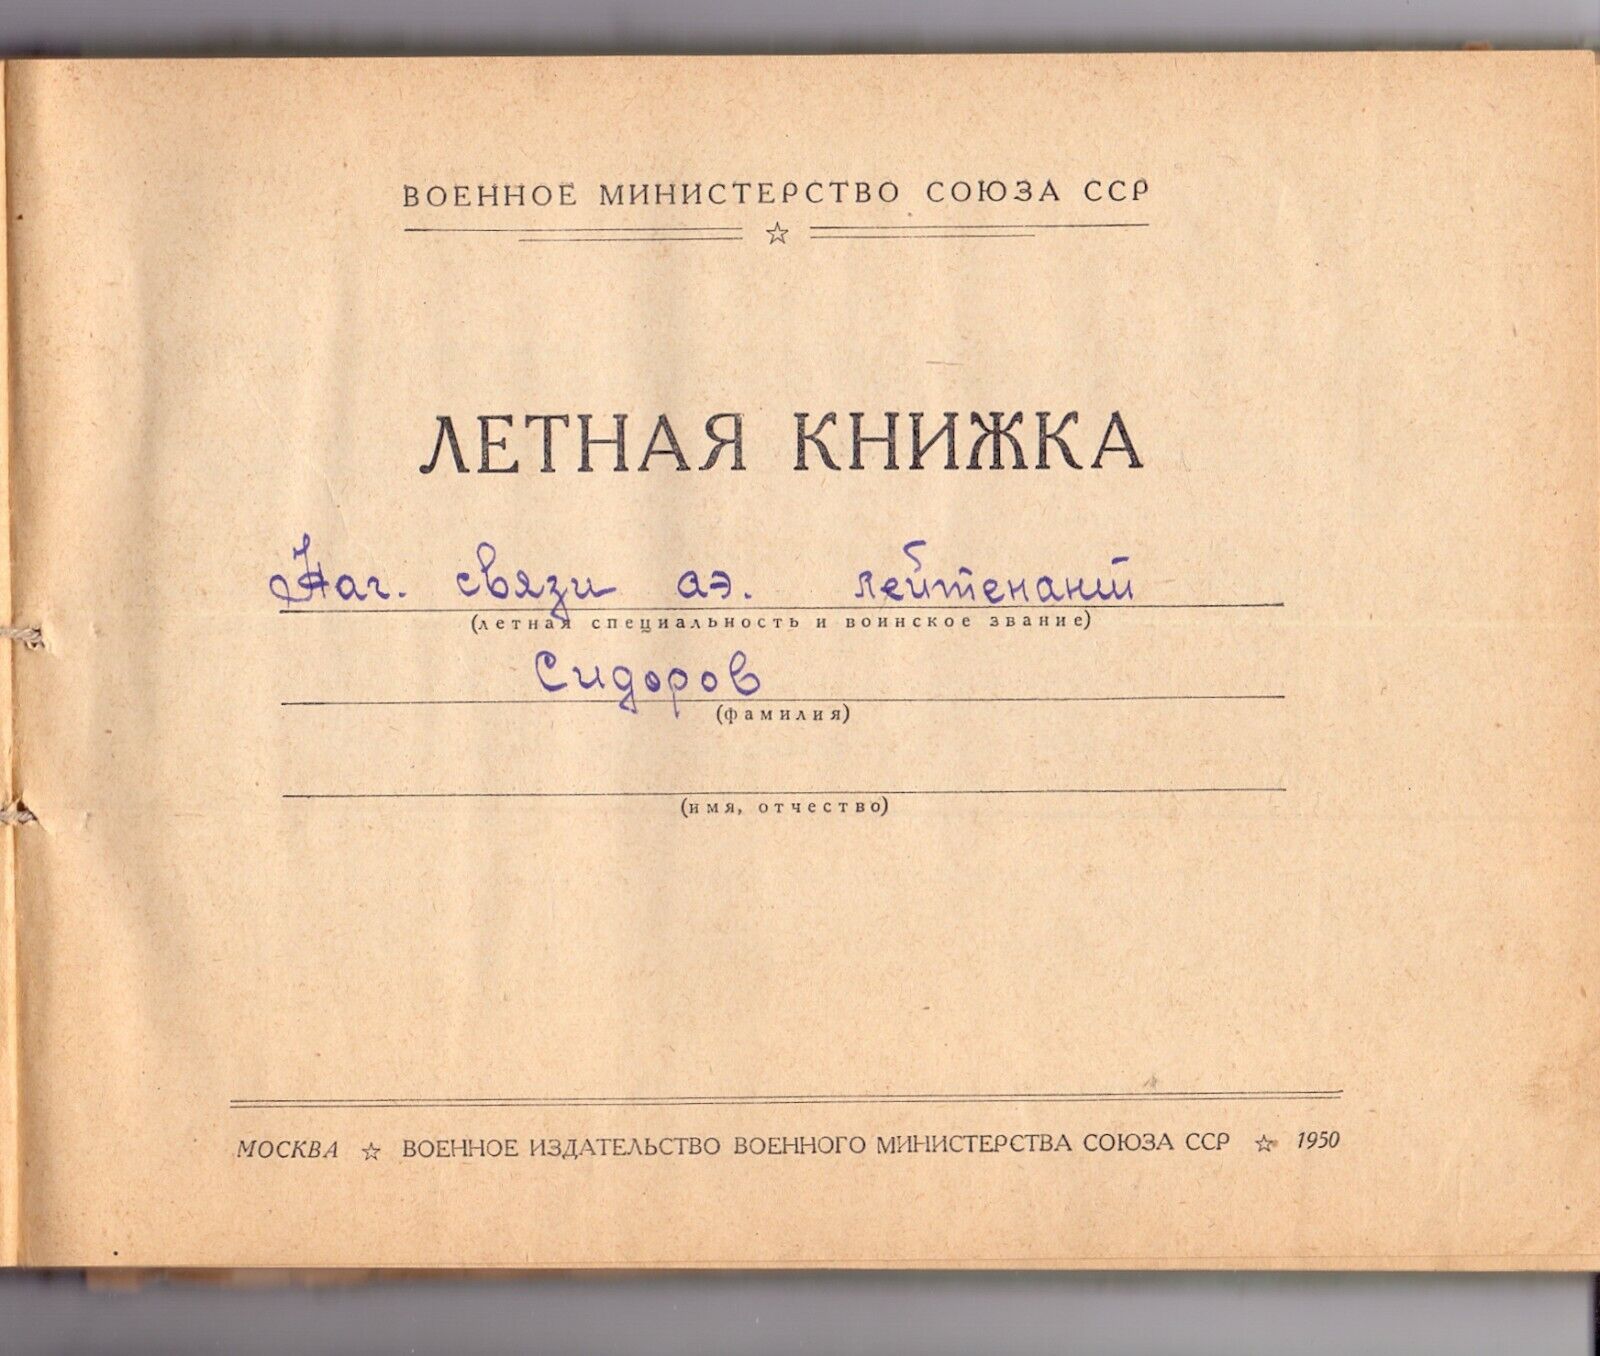 ВОЕННОЕ МИНИСТЕРСТВО СОЮЗА ССР
ЛЕТНАЯ КНИЖКА
Нач. связи аэ. лейтенант
(летная специальность и воинское звание)
Сидоров
(фамилия)
(имя, отчество)
МОСКВА ☆ ВОЕННОЕ ИЗДАТЕЛЬСТВО ВОЕННОГО МИНИСТЕРСТВА СОЮЗА ССР ☆ 1950